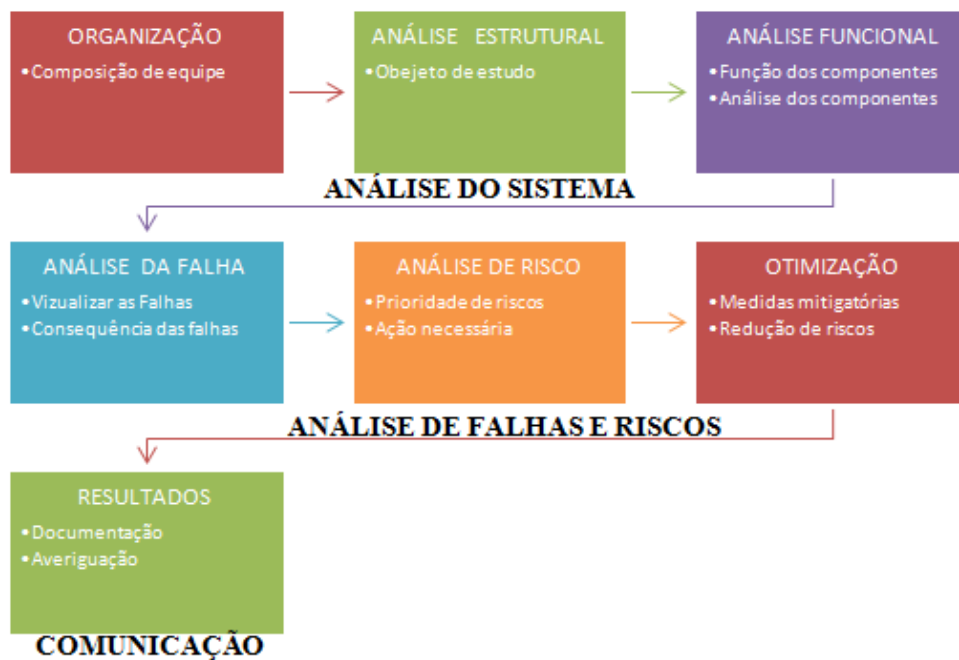 ORGANIZAÇÃO
•Composição de equipe
ANÁLISE ESTRUTURAL
•Obejeto de estudo
ANÁLISE FUNCIONAL
•Função dos componentes
•Análise dos componentes
ANÁLISE DO SISTEMA
ANÁLISE DA FALHA
•Vizualizar as Falhas
•Consequência das falhas
ANÁLISE DE RISCO
•Prioridade de riscos
•Ação necessária
OTIMIZAÇÃO
•Medidas mitigatórias
•Redução de riscos
ANÁLISE DE FALHAS E RISCOS
RESULTADOS
•Documentação
•Averiguação
COMUNICAÇÃO